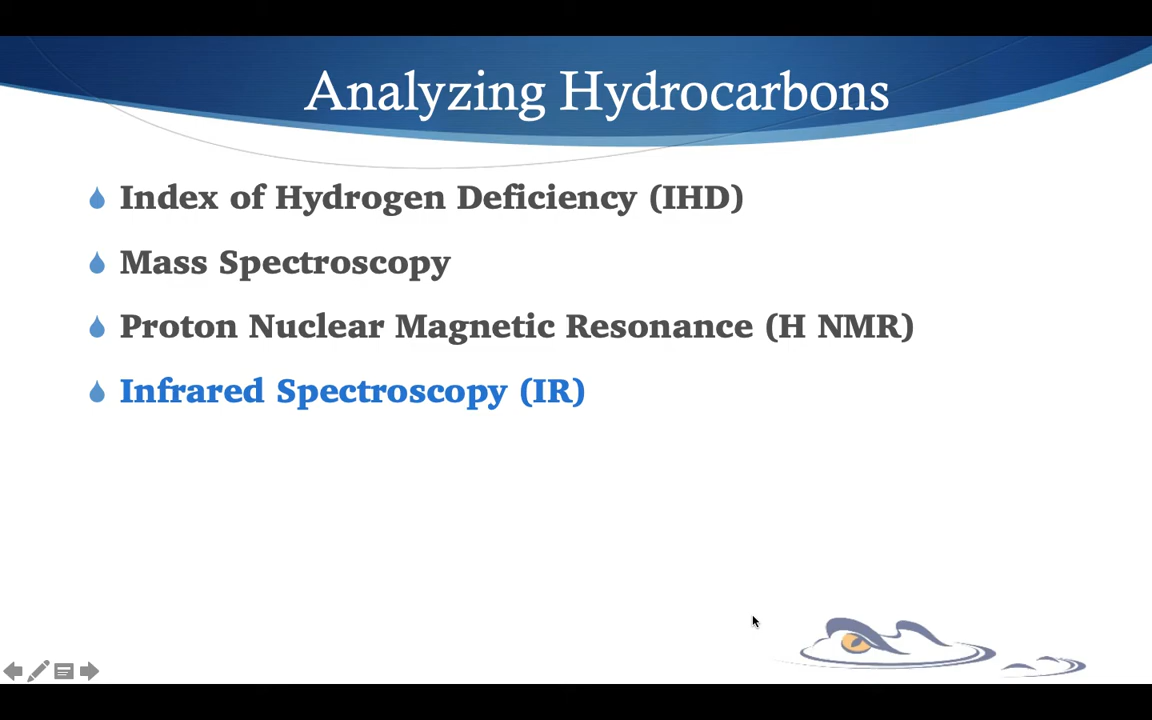 Analyzing Hydrocarbons
Index of Hydrogen Deficiency (IHD)
Mass Spectroscopy
Proton Nuclear Magnetic Resonance (H NMR)
Infrared Spectroscopy (IR)